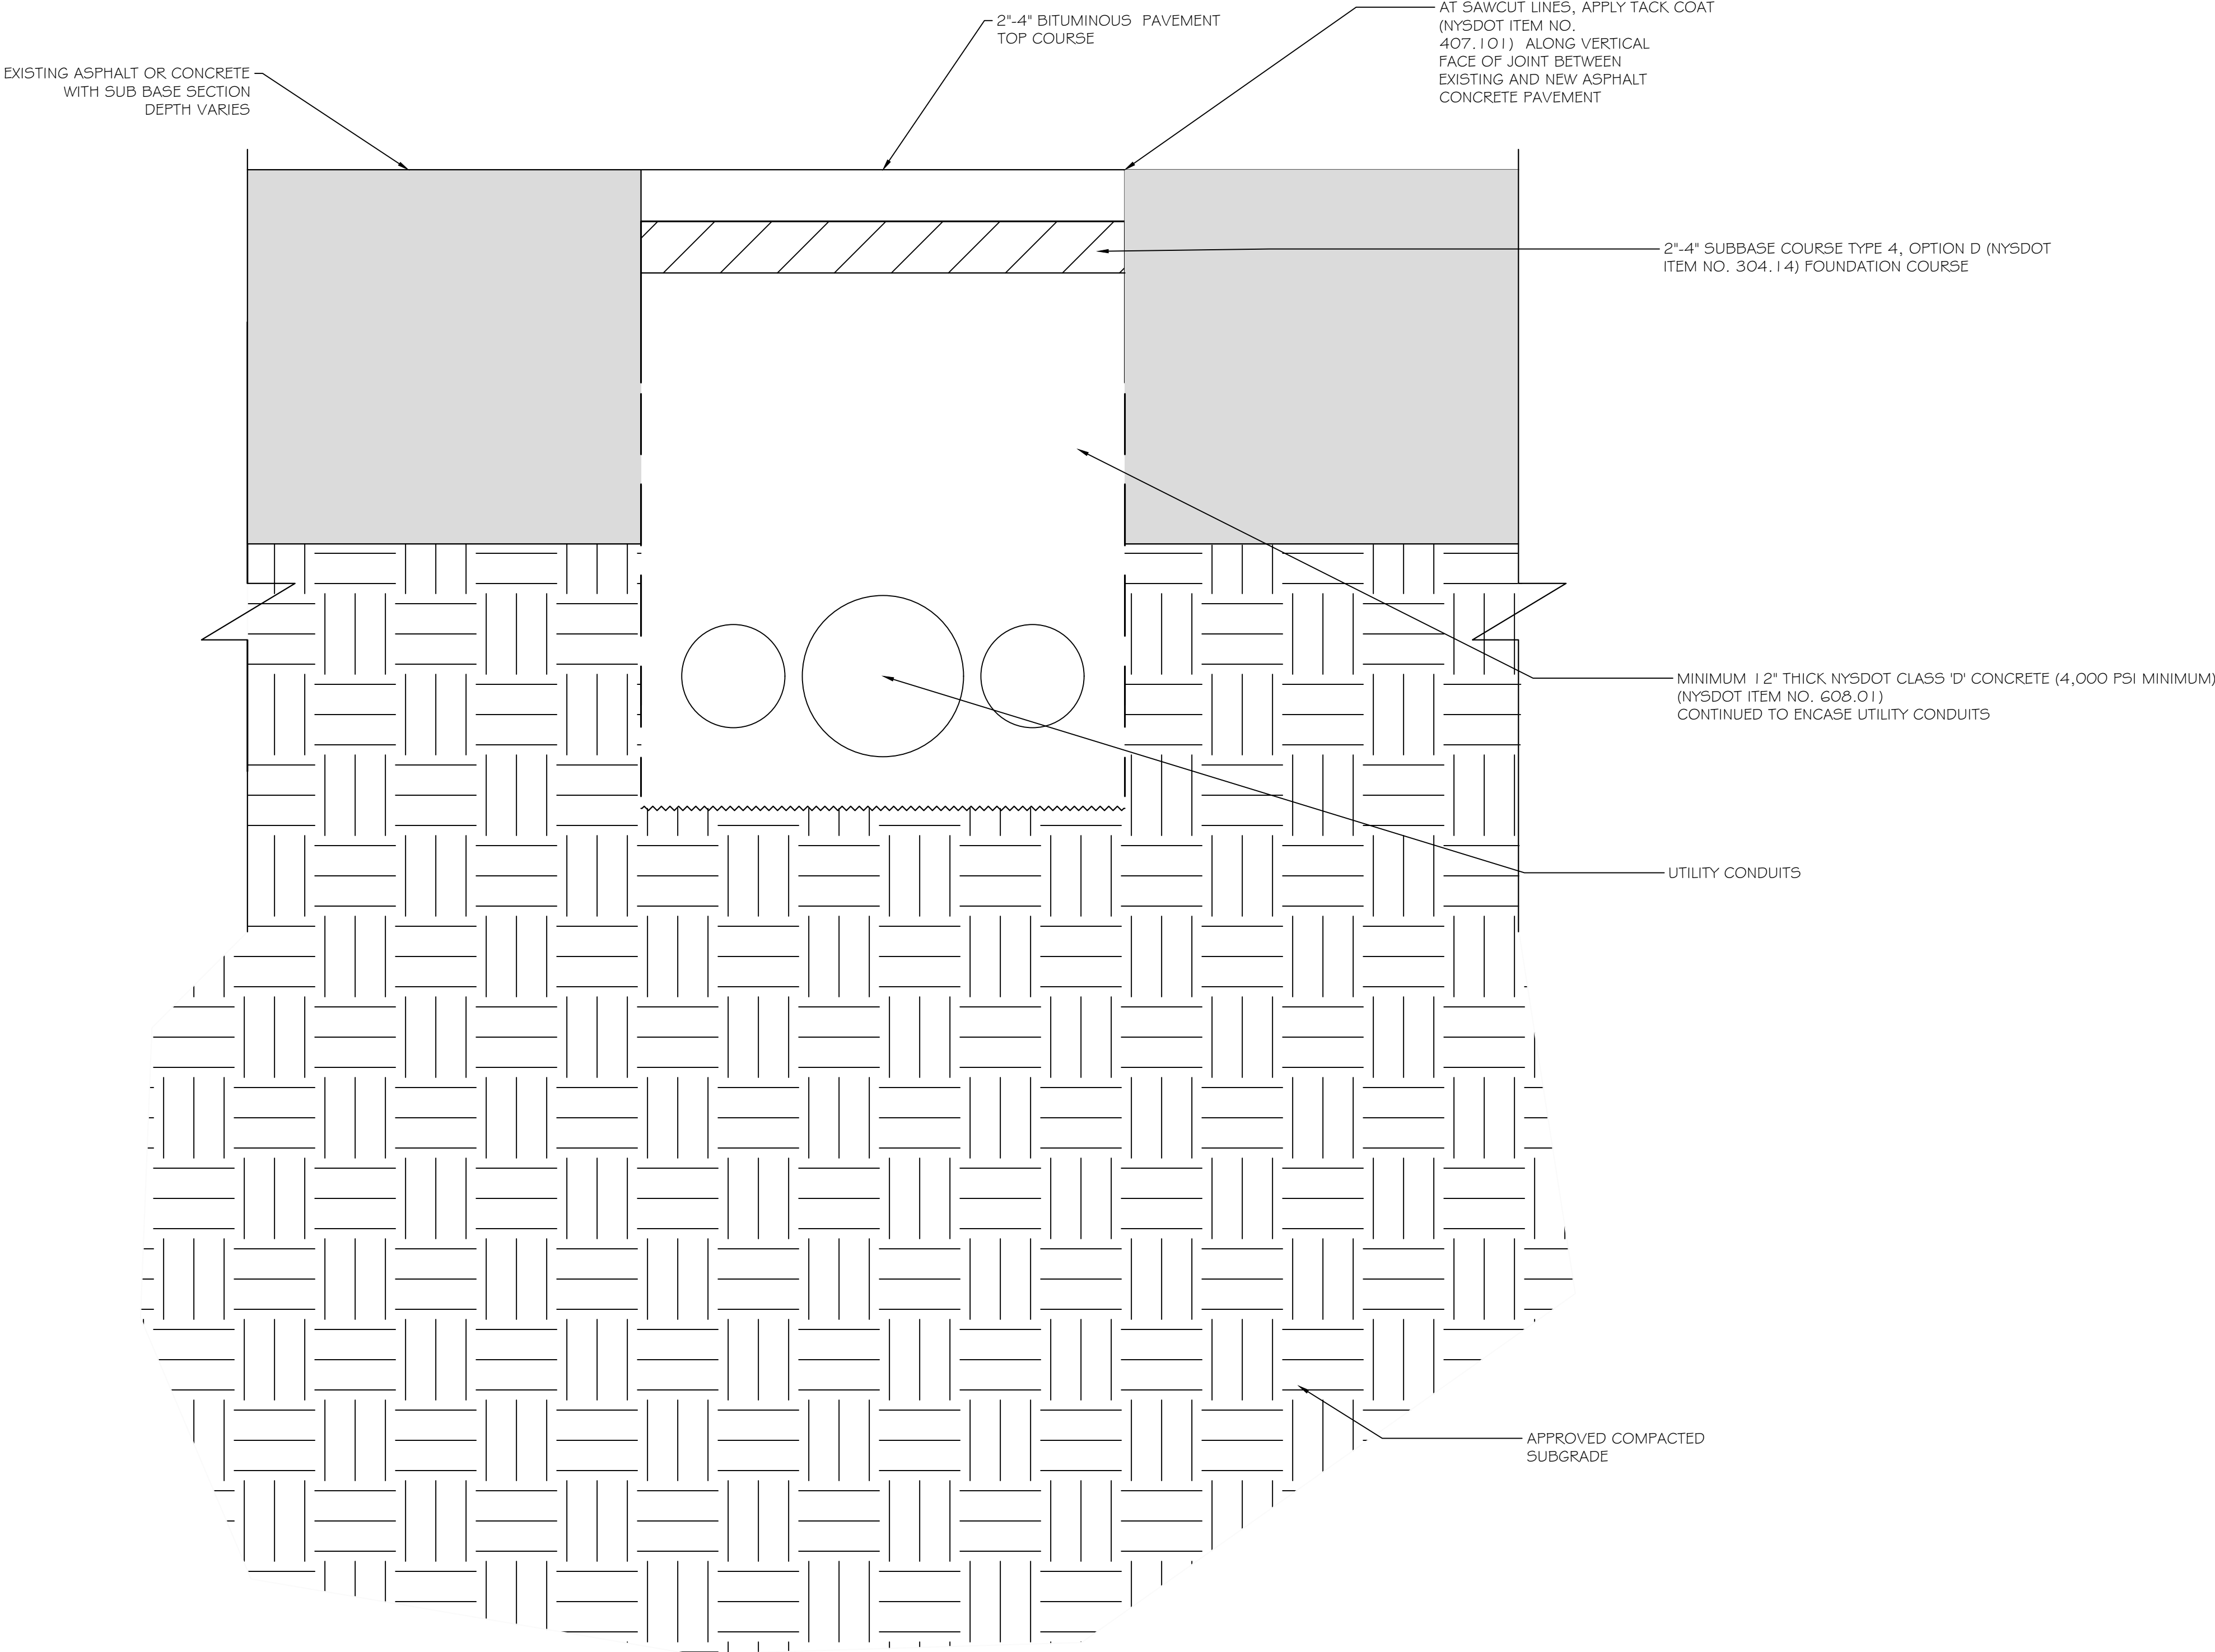 AT SAWCUT LINES, APPLY TACK COAT
(NYSDOT ITEM NO.
407.101) ALONG VERTICAL
FACE OF JOINT BETWEEN
EXISTING AND NEW ASPHALT
CONCRETE PAVEMENT
2"-4" BITUMINOUS PAVEMENT
TOP COURSE
EXISTING ASPHALT OR CONCRETE
WITH SUB BASE SECTION
DEPTH VARIES
2"-4" SUBBASE COURSE TYPE 4, OPTION D (NYSDOT
ITEM NO. 304.14) FOUNDATION COURSE
MINIMUM 12" THICK NYSDOT CLASS 'D' CONCRETE (4,000 PSI MINIMUM)
(NYSDOT ITEM NO. 608.01)
CONTINUED TO ENCASE UTILITY CONDUITS
UTILITY CONDUITS
APPROVED COMPACTED
SUBGRADE